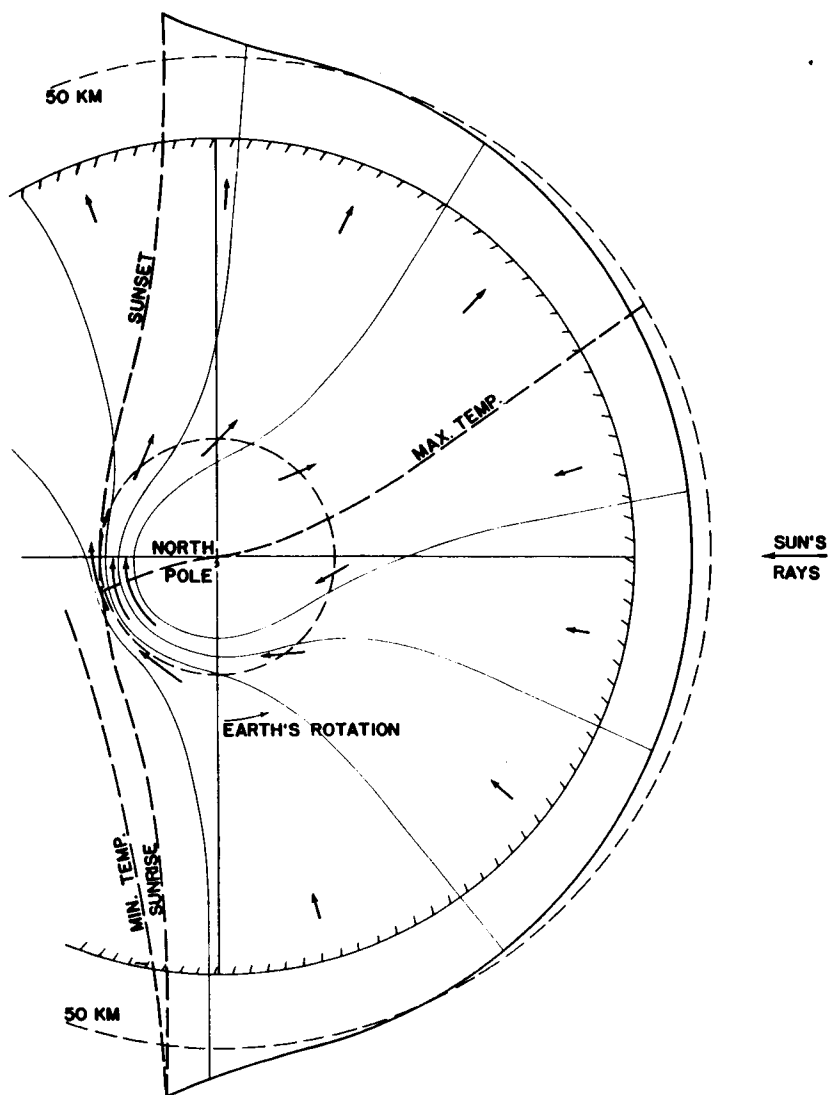 50 KM
SUNSET
MAX. TEMP.
NORTH
POLE
SUN'S
RAYS
EARTH'S ROTATION
MIN. TEMP.
SUNRISE
50 KM